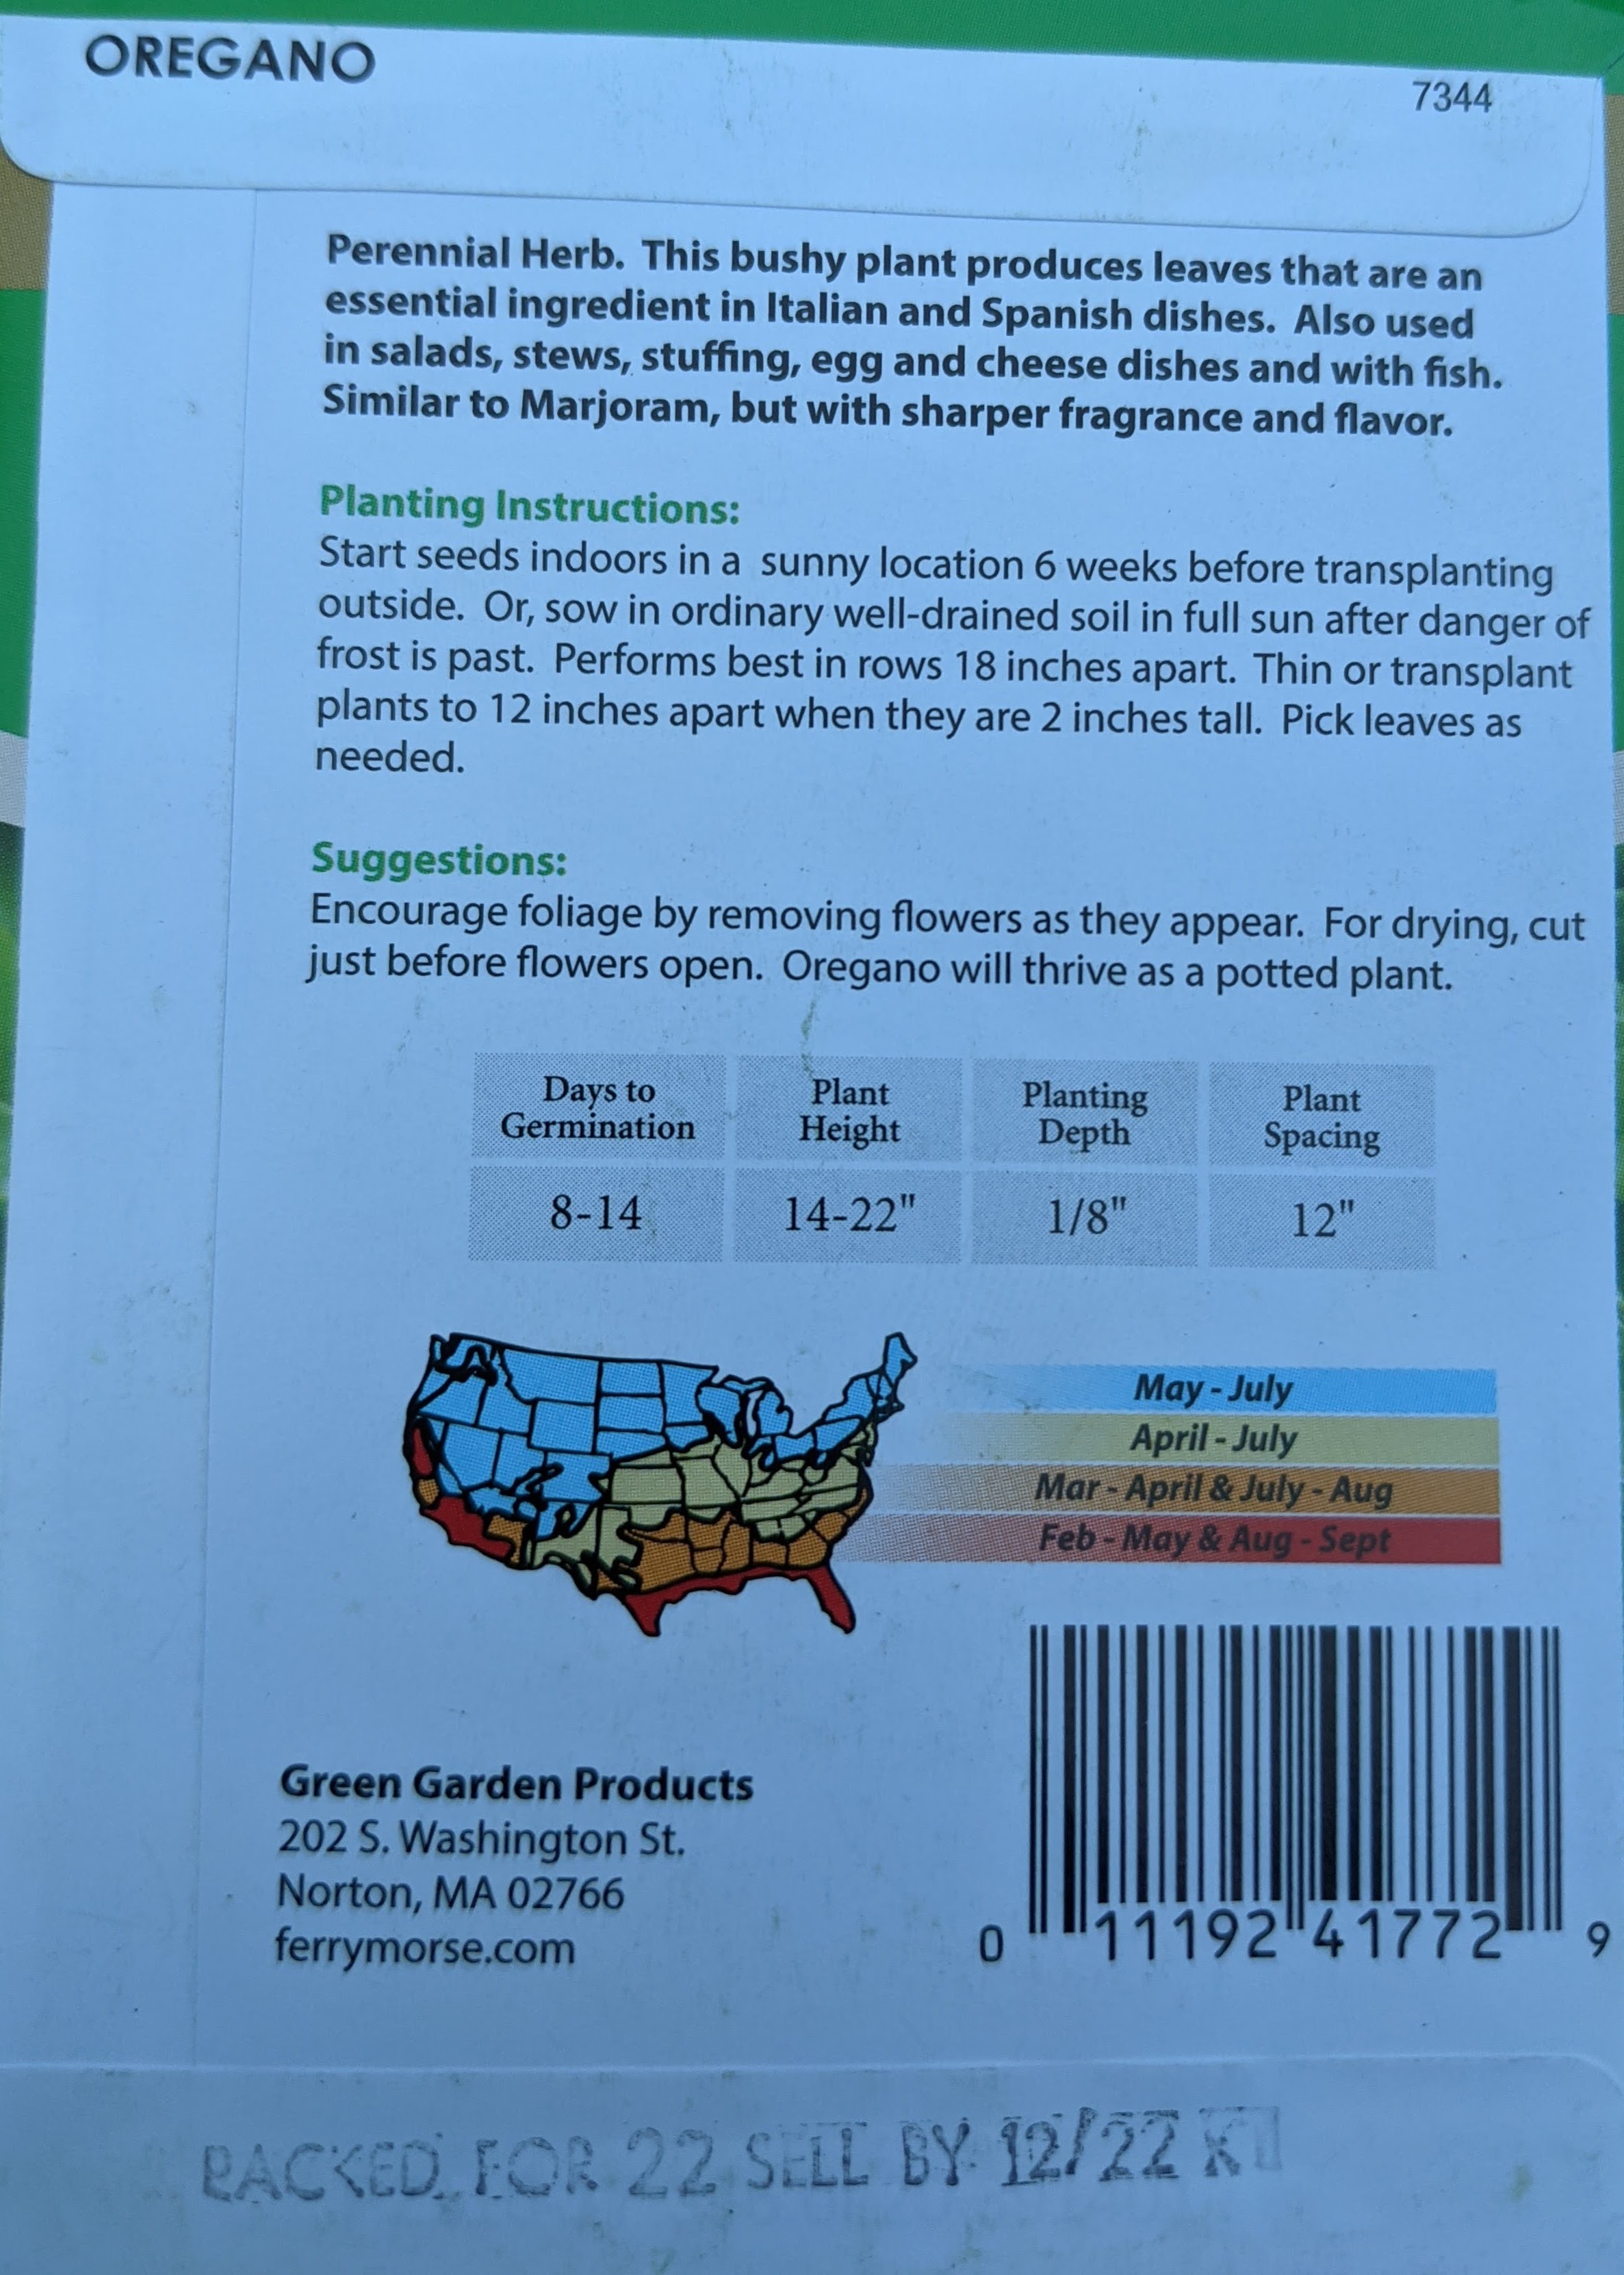 OREGANO
7344
Perennial Herb. This bushy plant produces leaves that are an
essential ingredient in Italian and Spanish dishes. Also used
in salads, stews, stuffing, egg and cheese dishes and with fish.
Similar to Marjoram, but with sharper fragrance and flavor.
Planting Instructions:
Start seeds indoors in a sunny location 6 weeks before transplanting
outside. Or, sow in ordinary well-drained soil in full sun after danger of
frost is past. Performs best in rows 18 inches apart. Thin or transplant
plants to 12 inches apart when they are 2 inches tall. Pick leaves as
needed.
Suggestions:
Encourage foliage by removing flowers as they appear. For drying, cut
just before flowers open. Oregano will thrive as a potted plant.
Days to Germination
Plant Height
Planting Depth
Plant Spacing
8-14
14-22"
1/8"
12"
May - July
April - July
Mar - April & July - Aug
Feb - May & Aug - Sept
Green Garden Products
202 S. Washington St.
Norton, MA 02766
ferrymorse.com
0 11192 41772 9
PACKED FOR 22 SELL BY 12/22